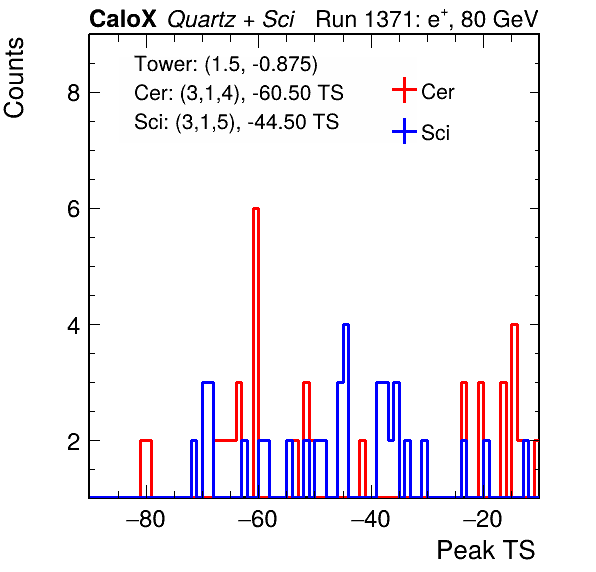 CaloX Quartz + Sci Run 1371: e⁺, 80 GeV
Tower: (1.5, -0.875)
Cer: (3,1,4), -60.50 TS
Sci: (3,1,5), -44.50 TS
Cer
Sci
Counts
8
6
4
2
−80 −60 −40 −20
Peak TS